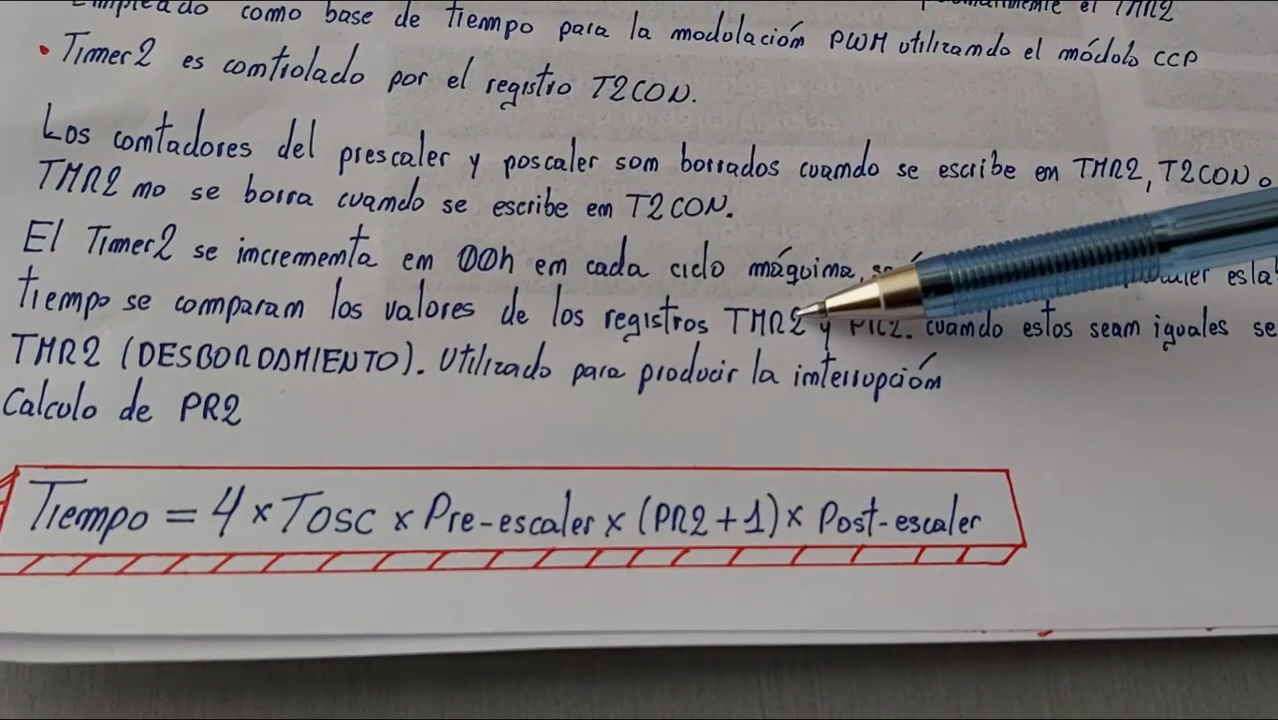 como base de tiempo para la modulación PWM utilizando el módulo CCP
el TMR2
• Timer2 es controlado por el registro T2CON.
Los contadores del prescaler y poscaler son borrados cuando se escribe en TMR2, T2CON o
TMR2 no se borra cuando se escribe en T2CON.
El Timer2 se incrementa en 00h en cada ciclo máquina,
tiempo se comparan los valores de los registros TMR2 y PR2. cuando estos sean iguales se
TMR2 (DESBORDAMIENTO). Utilizado para producir la interrupción
Calculo de PR2
Tiempo = 4 × Tosc × Pre-escaler × (PR2 + 1) × Post-escaler